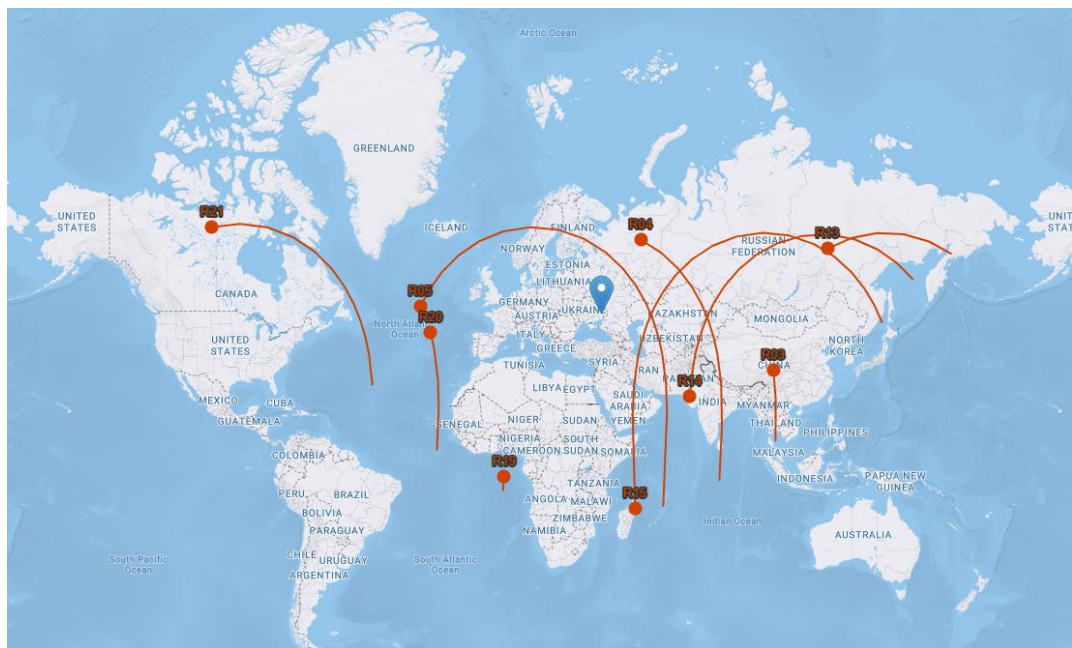 Arctic Ocean
GREENLAND
R21
UNITED
STATES
ICELAND
FINLAND
R04
NORWAY
RUSSIAN
FEDERATION
R13
UNIT
STAT
ESTONIA
LITHUANIA
CANADA
R05
GERMANY
UKRAINE
AUSTRIA
KAZAKHSTAN
MONGOLIA
North Atlantic
Ocean
R20
ITALY
GREECE
UZBEKISTAN
NORTH
KOREA
UNITED
STATES
TUNISIA
SYRIA
IRAN
R03
CHINA
MEXICO
CUBA
LIBYA
EGYPT
SAUDI
ARABIA
PAKISTAN
R14
INDIA
MYANMAR
GUATEMALA
SENEGAL
NIGER
SUDAN
YEMEN
THAILAND
PHILIPPINES
NIGERIA
CAMEROON
SOUTH
SUDAN
SOMALIA
COLOMBIA
MALAYSIA
R19
TANZANIA
INDONESIA
PAPUA NEW
GUINEA
PERU
BRAZIL
ANGOLA
MALAWI
R15
BOLIVIA
ZIMBABWE
Indian Ocean
PARAGUAY
NAMIBIA
AUSTRALIA
CHILE
URUGUAY
South Pacific
Ocean
South Atlantic
Ocean
ARGENTINA